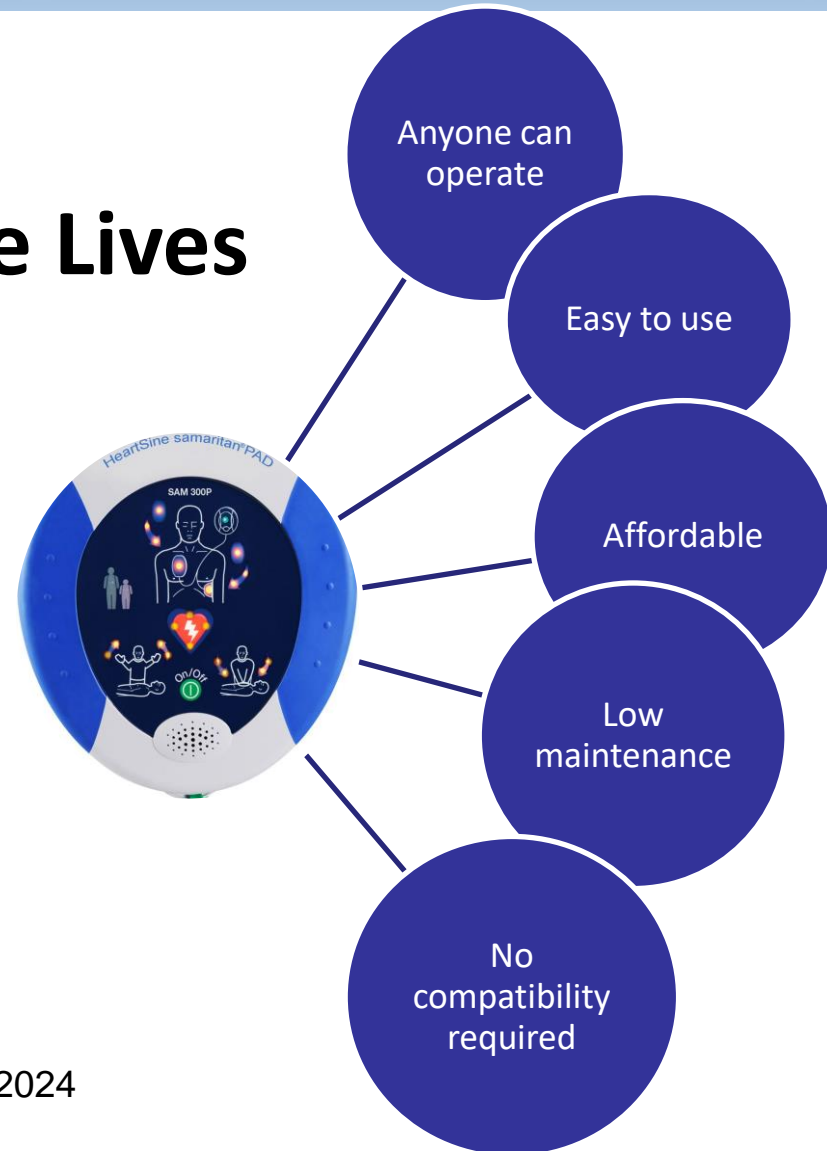 e Lives
Anyone can
operate
Easy to use
Affordable
Low
maintenance
No
compatibility
required
HeartSine samaritan® PAD
SAM 300P
On/Off
2024